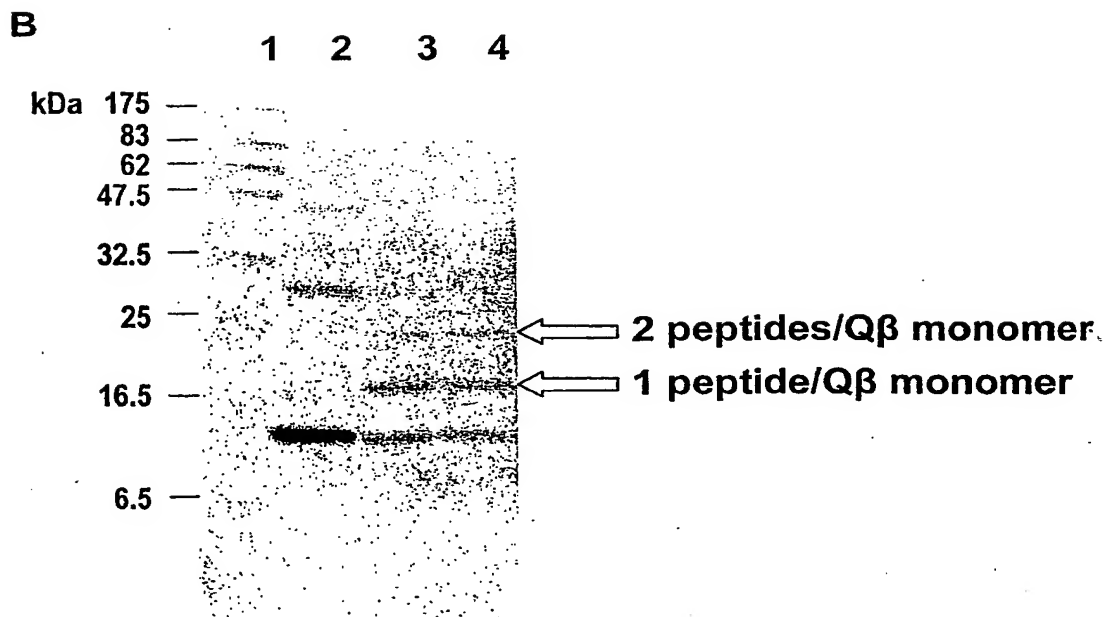 B
1 2 3 4
kDa 175
83
62
47.5
32.5
25
2 peptides/Qβ monomer
1 peptide/Qβ monomer
16.5
6.5